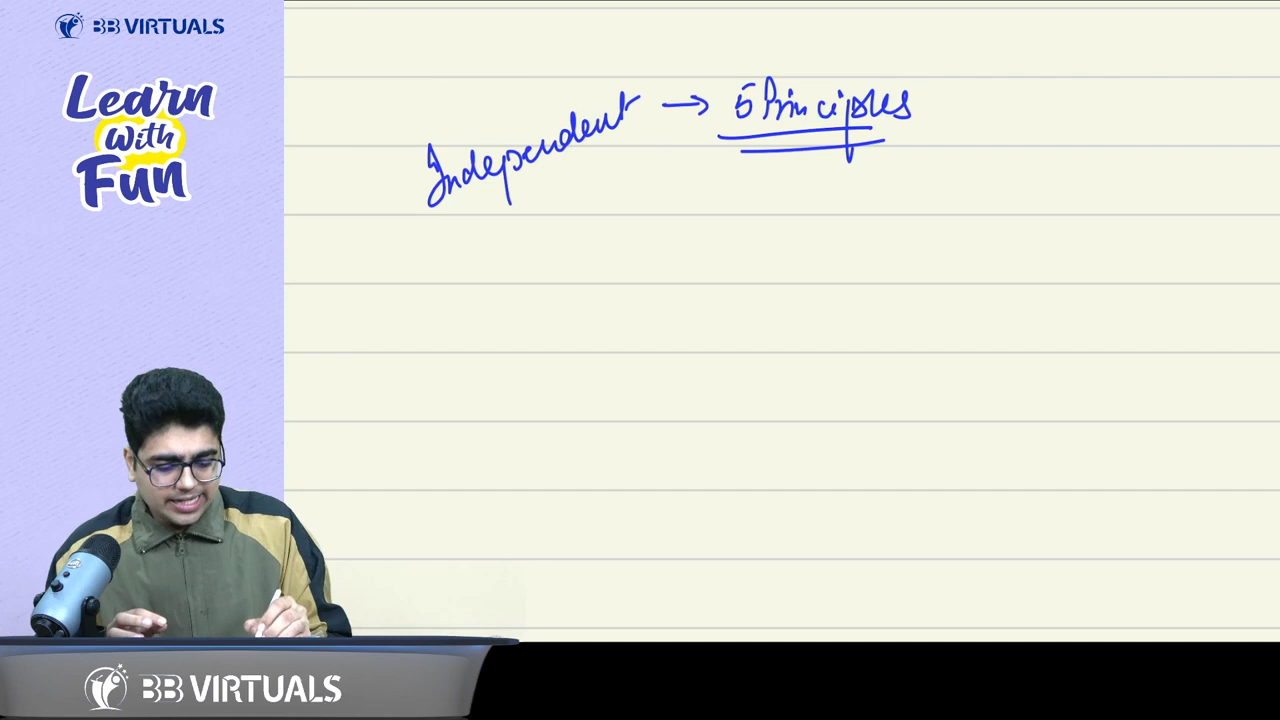 BB VIRTUALS
Learn
With
Fun
Independent → 5 Principles
BB VIRTUALS